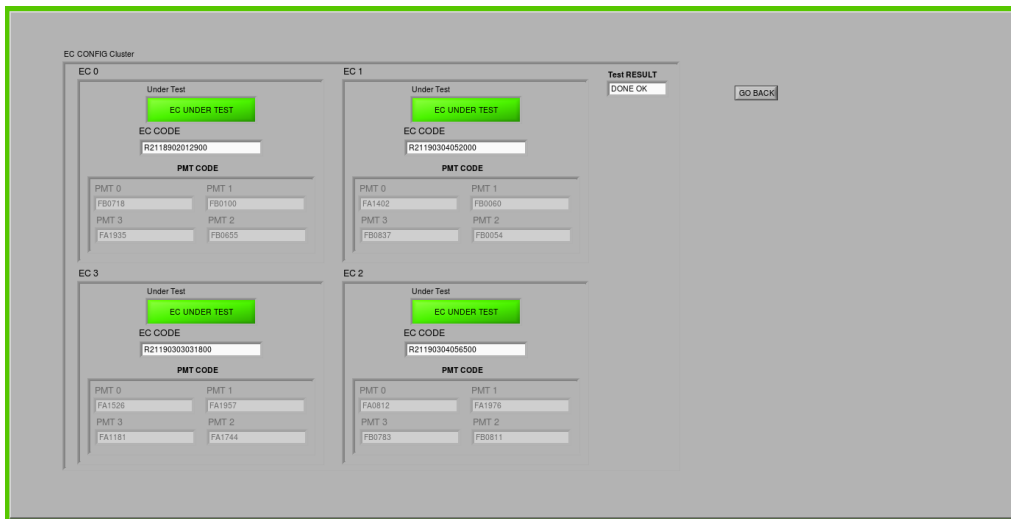 EC CONFIG Cluster
EC 0
Under Test
EC UNDER TEST
EC CODE
R2118902012900
PMT CODE
PMT 0 PMT 1
FB0718 FB0100
PMT 3 PMT 2
FA1935 FB0655
EC 1
Under Test
EC UNDER TEST
EC CODE
R21190304052000
PMT CODE
PMT 0 PMT 1
FA1402 FB0060
PMT 3 PMT 2
FB0837 FB0054
Test RESULT
DONE OK
GO BACK
EC 3
Under Test
EC UNDER TEST
EC CODE
R21190303031800
PMT CODE
PMT 0 PMT 1
FA1526 FA1957
PMT 3 PMT 2
FA1181 FA1744
EC 2
Under Test
EC UNDER TEST
EC CODE
R21190304056500
PMT CODE
PMT 0 PMT 1
FA0812 FA1976
PMT 3 PMT 2
FB0783 FB0811